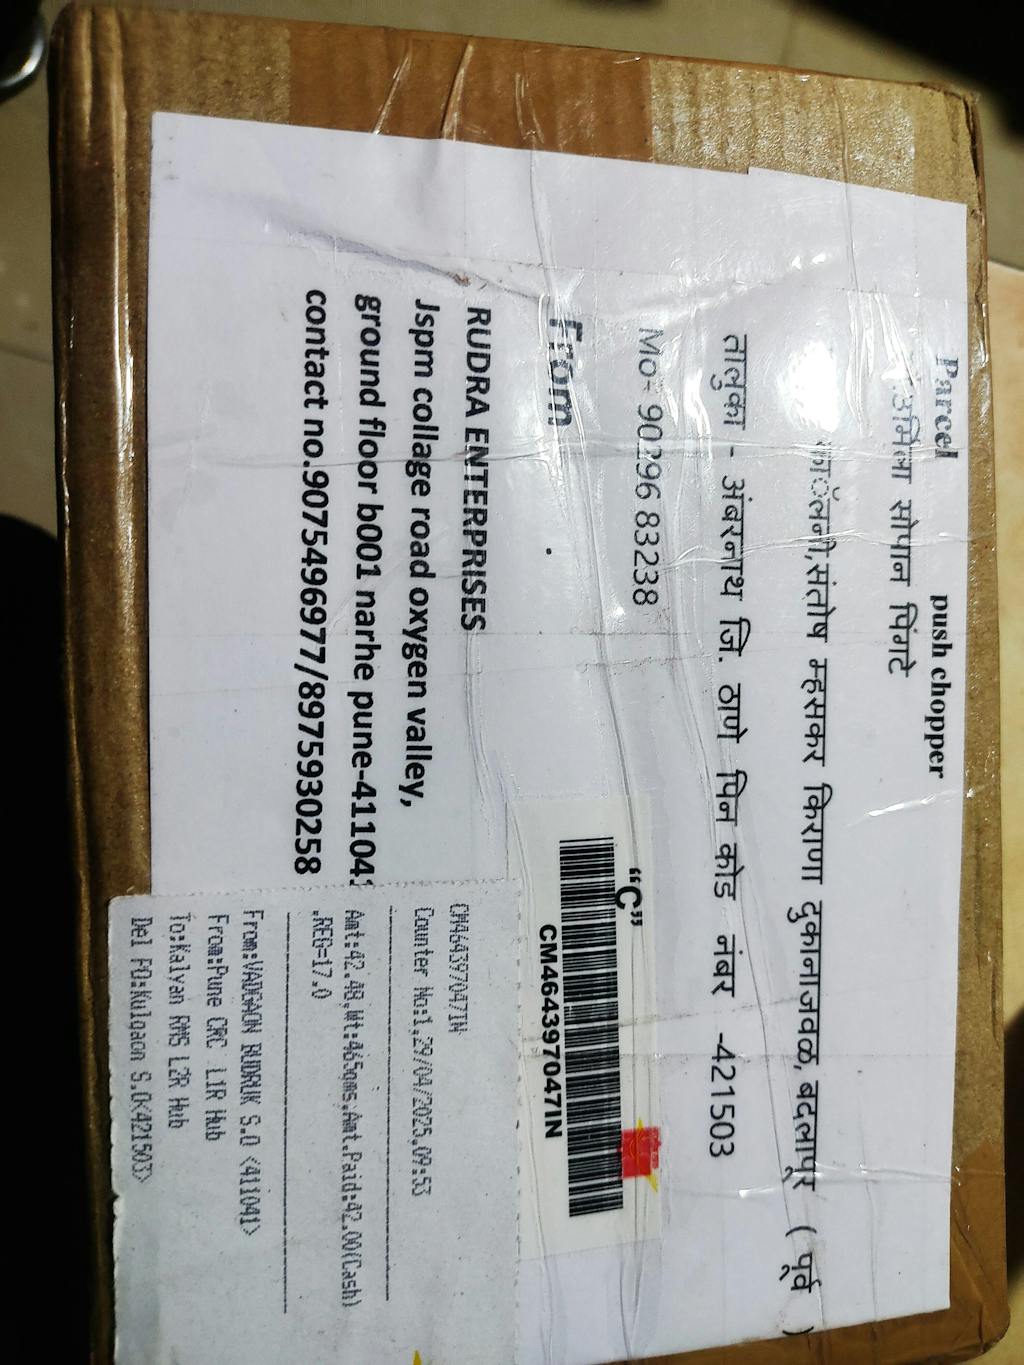 Parcel push chopper
उर्मिला सोपान पिंगटे
कॉलनी,संतोष म्हसकर किराणा दुकानाजवळ, बदलापूर ( पूर्व )
तालुका - अंबरनाथ जि. ठाणे पिन कोड नंबर -421503
Mo= 90296 83238
From
RUDRA ENTERPRISES
Jspm collage road oxygen valley,
ground floor b001 narhe pune-41104
contact no.9075496977/8975930258
"C"
CM464397047IN
CM464397047IN
Counter No:1,29/04/2025,09:53
Amt:42.48,Wt:465gms,Amt.Paid:42.00(Cash)
,REG=17.0
From:VADGAON BUDRUK S.O <411041>
From:Pune CRC L1R Hub
To:Kalyan RMS L2R Hub
Del PO:Kulgaon S.O<421503>